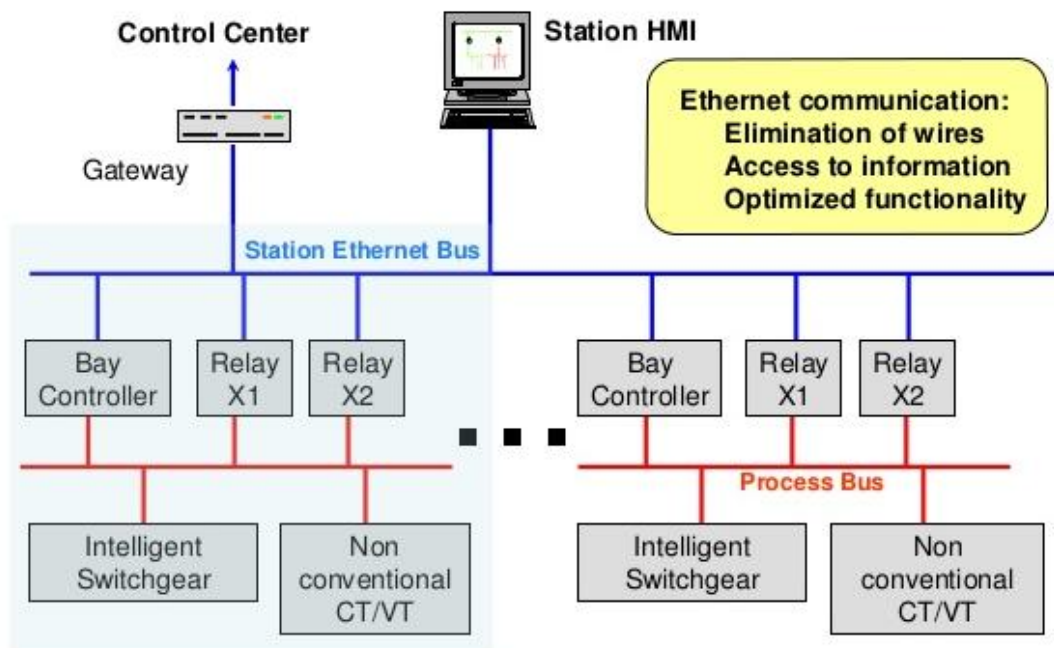 Control Center
Station HMI
Ethernet communication:
Elimination of wires
Access to information
Optimized functionality
Gateway
Station Ethernet Bus
Bay
Controller
Relay
X1
Relay
X2
Bay
Controller
Relay
X1
Relay
X2
Process Bus
Intelligent
Switchgear
Non
conventional
CT/VT
Intelligent
Switchgear
Non
conventional
CT/VT